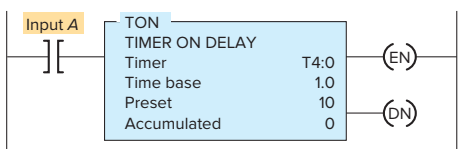 Input A
TON
TIMER ON DELAY
Timer T4:0
Time base 1.0
Preset 10
Accumulated 0
EN
DN